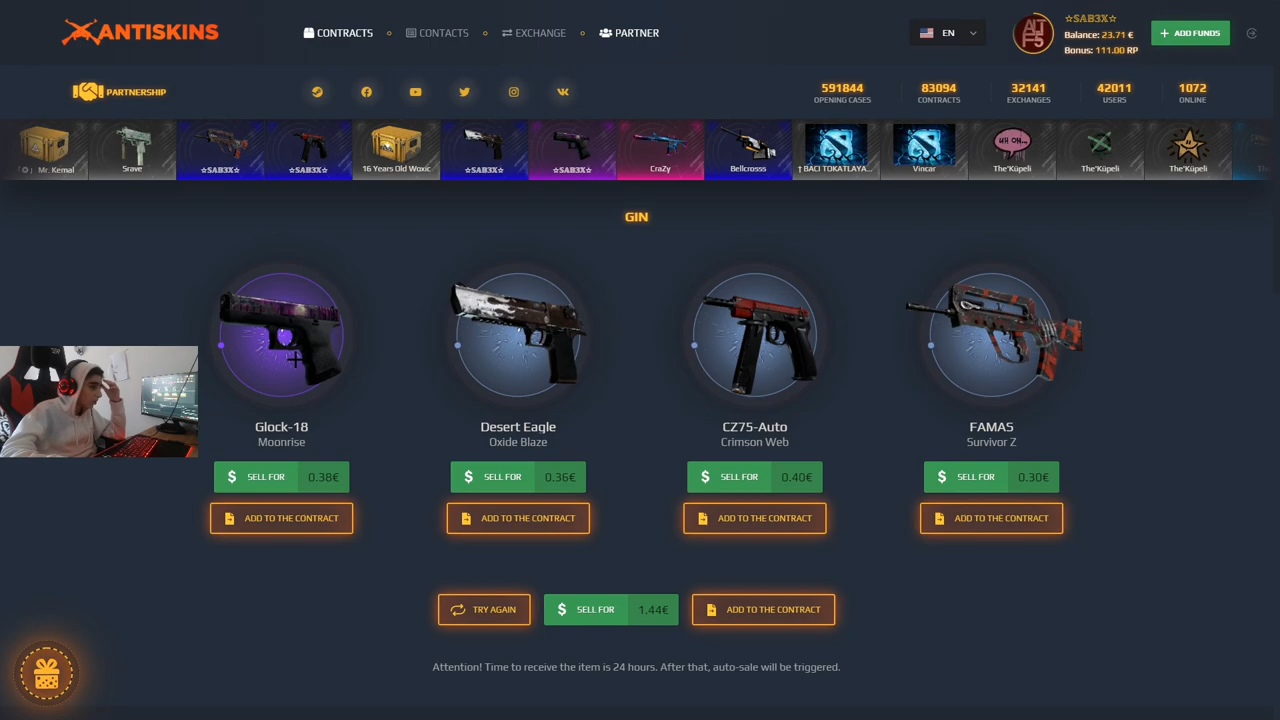 ANTISKINS
CONTRACTS
CONTACTS
EXCHANGE
PARTNER
EN
☆SAB3X☆
Balance: 23.71 €
Bonus: 111.00 RP
+ ADD FUNDS
PARTNERSHIP
591844
OPENING CASES
83094
CONTRACTS
32141
EXCHANGES
42011
USERS
1072
ONLINE
Mr. Kemal
Srave
☆SAB3X☆
☆SAB3X☆
16 Years Old Woxic
☆SAB3X☆
☆SAB3X☆
CraZy
Bellcrosss
† BACI TOKATLAYA...
Vincar
UH OH...
The'Küpeli
The'Küpeli
The'Küpeli
GIN
Glock-18
Moonrise
$ SELL FOR 0.38€
ADD TO THE CONTRACT
Desert Eagle
Oxide Blaze
$ SELL FOR 0.36€
ADD TO THE CONTRACT
CZ75-Auto
Crimson Web
$ SELL FOR 0.40€
ADD TO THE CONTRACT
FAMAS
Survivor Z
$ SELL FOR 0.30€
ADD TO THE CONTRACT
TRY AGAIN
$ SELL FOR 1.44€
ADD TO THE CONTRACT
Attention! Time to receive the item is 24 hours. After that, auto-sale will be triggered.